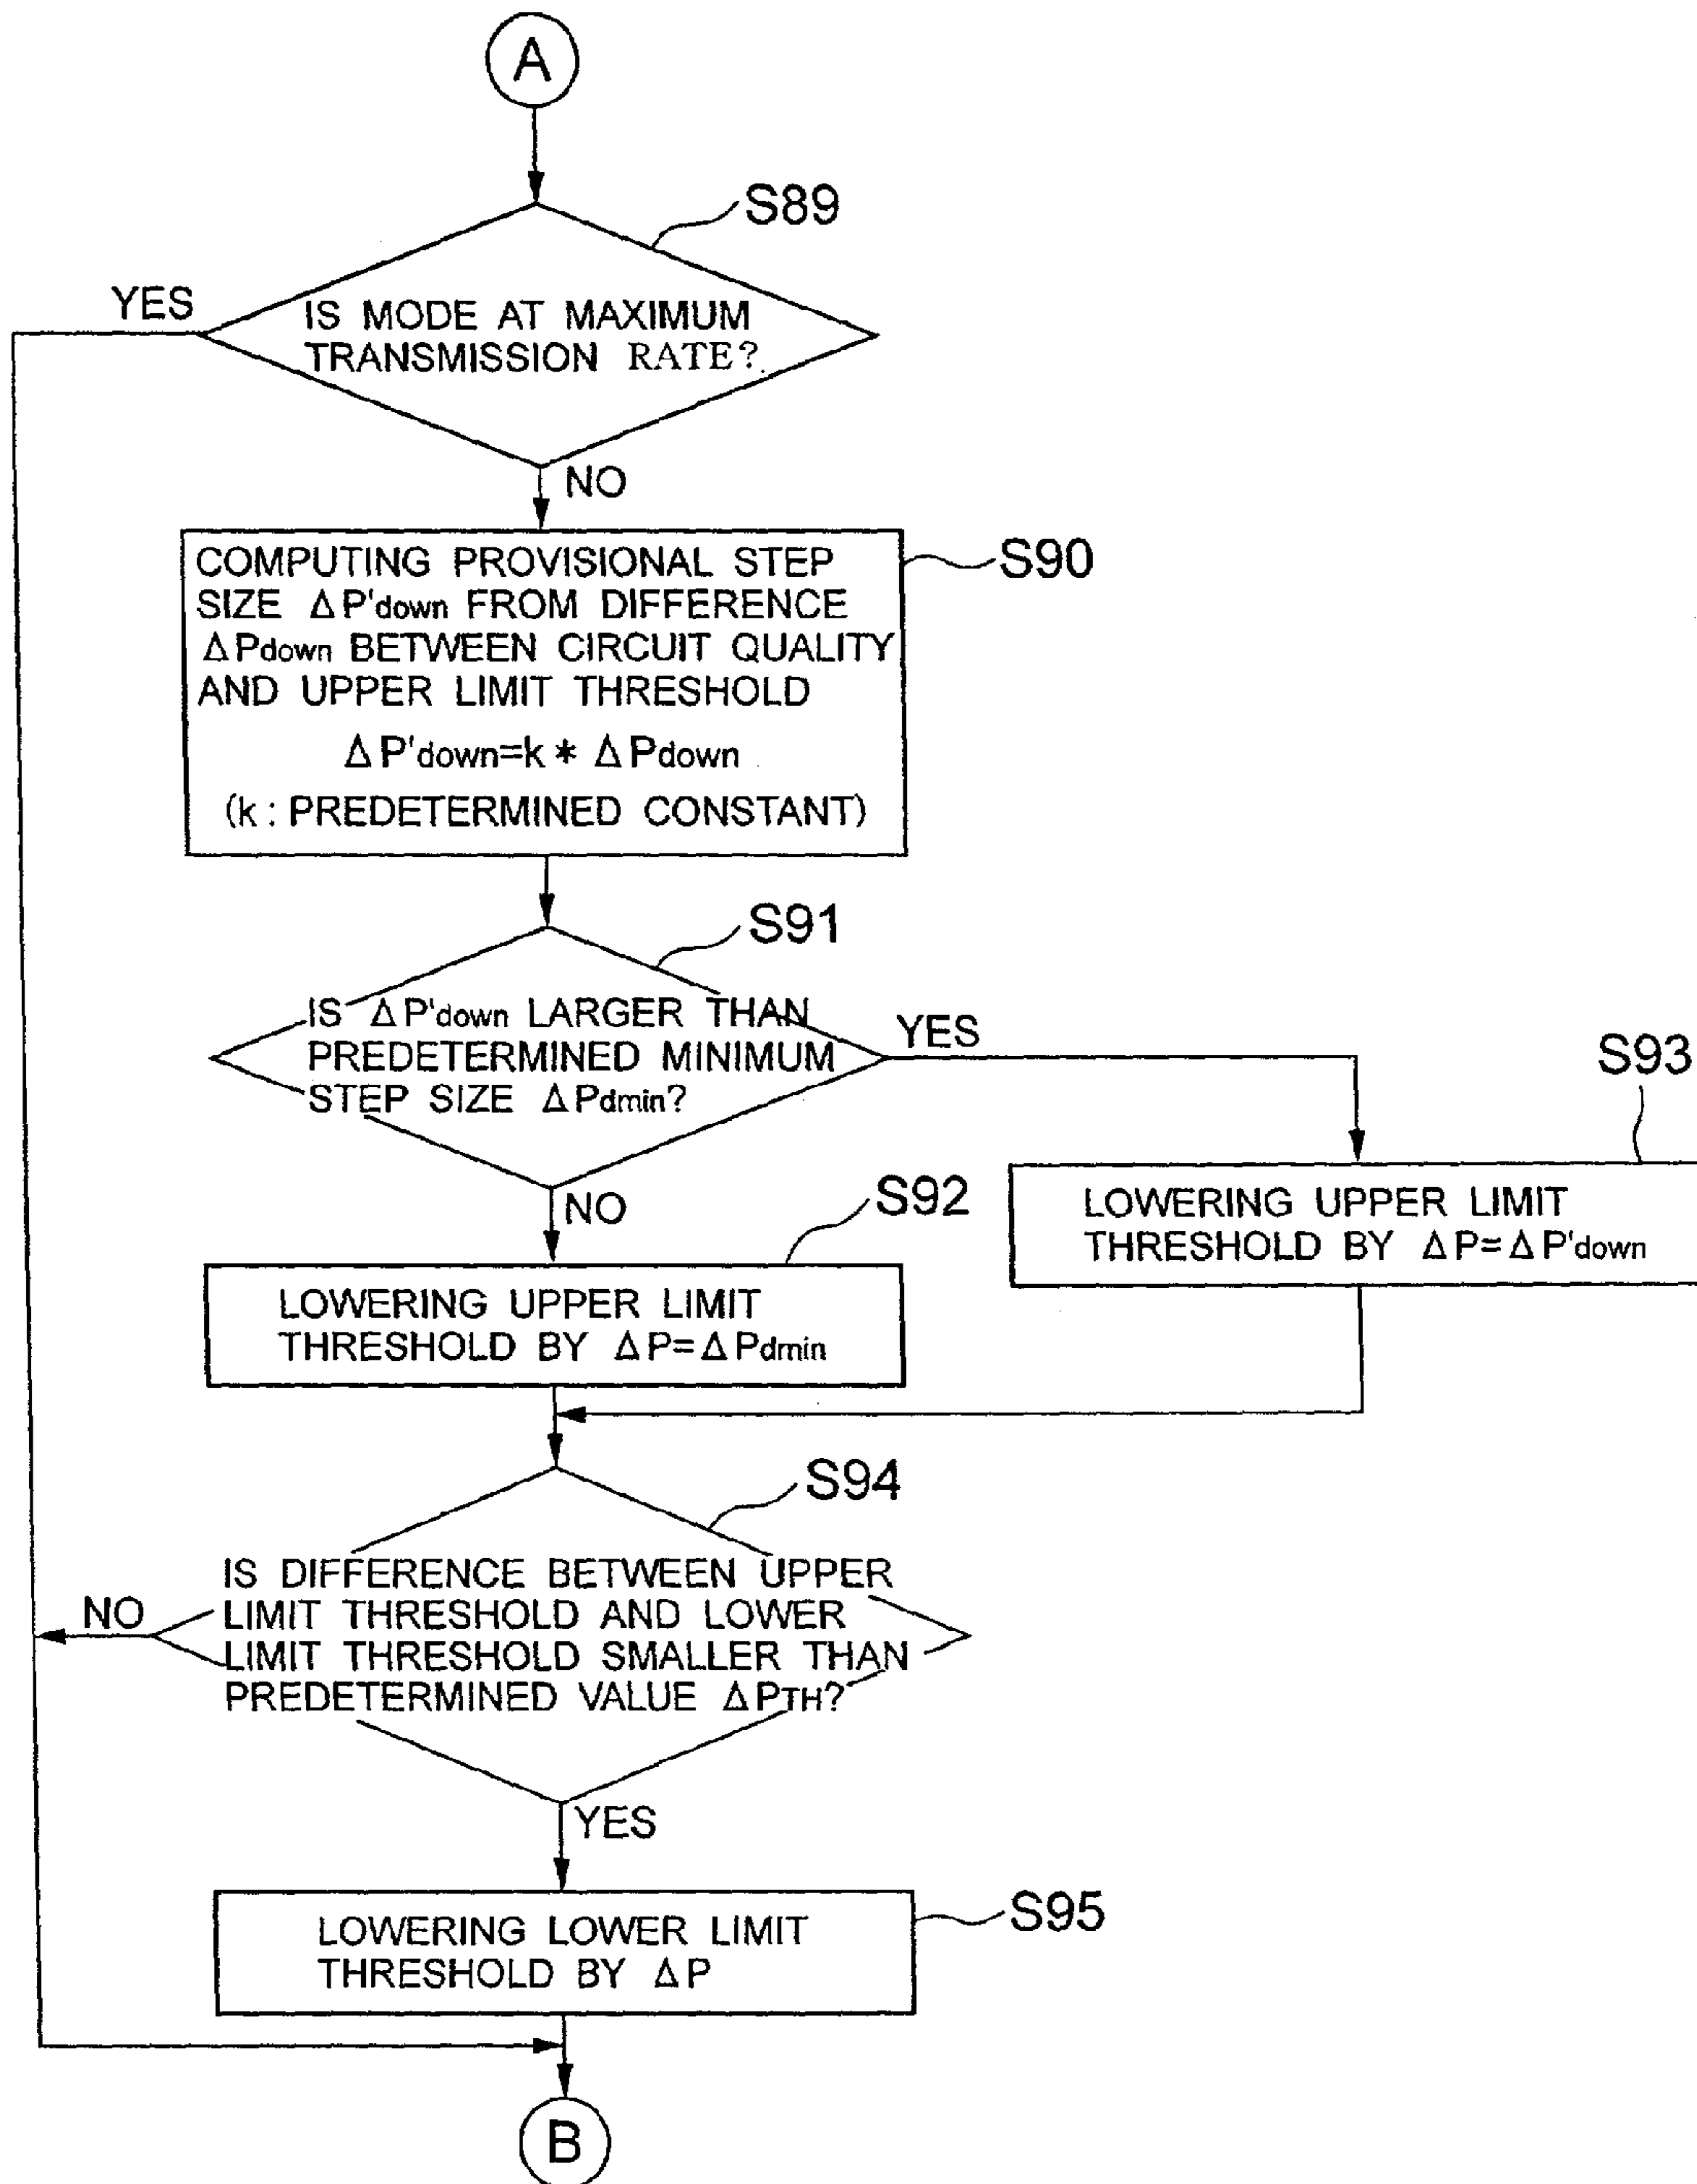 A
S89
YES
IS MODE AT MAXIMUM
TRANSMISSION RATE?
NO
COMPUTING PROVISIONAL STEP
SIZE ΔP'down FROM DIFFERENCE
ΔPdown BETWEEN CIRCUIT QUALITY
AND UPPER LIMIT THRESHOLD
ΔP'down=k * ΔPdown
(k : PREDETERMINED CONSTANT)
S90
S91
IS ΔP'down LARGER THAN
PREDETERMINED MINIMUM
STEP SIZE ΔPdmin?
YES
S93
NO
S92
LOWERING UPPER LIMIT
THRESHOLD BY ΔP=ΔP'down
LOWERING UPPER LIMIT
THRESHOLD BY ΔP=ΔPdmin
S94
IS DIFFERENCE BETWEEN UPPER
LIMIT THRESHOLD AND LOWER
LIMIT THRESHOLD SMALLER THAN
PREDETERMINED VALUE ΔPTH?
NO
YES
S95
LOWERING LOWER LIMIT
THRESHOLD BY ΔP
B